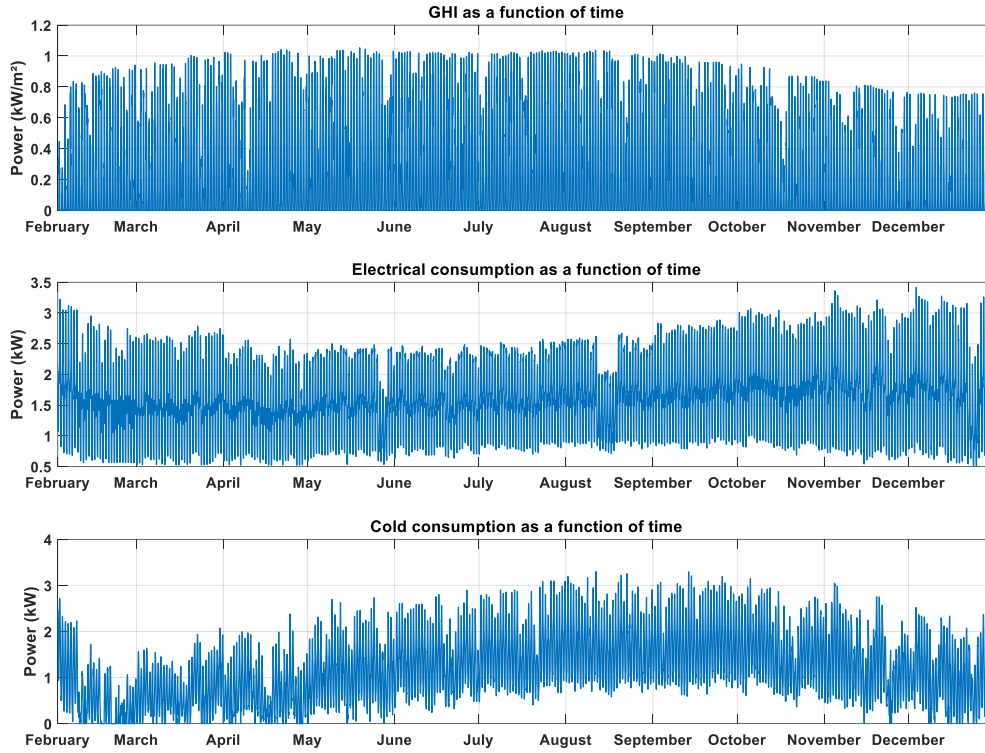 GHI as a function of time
Power (kW/m²)
1.2
1
0.8
0.6
0.4
0.2
0
February March April May June July August September October November December
Electrical consumption as a function of time
Power (kW)
3.5
3
2.5
2
1.5
1
0.5
February March April May June July August September October November December
Cold consumption as a function of time
Power (kW)
4
3
2
1
0
February March April May June July August September October November December